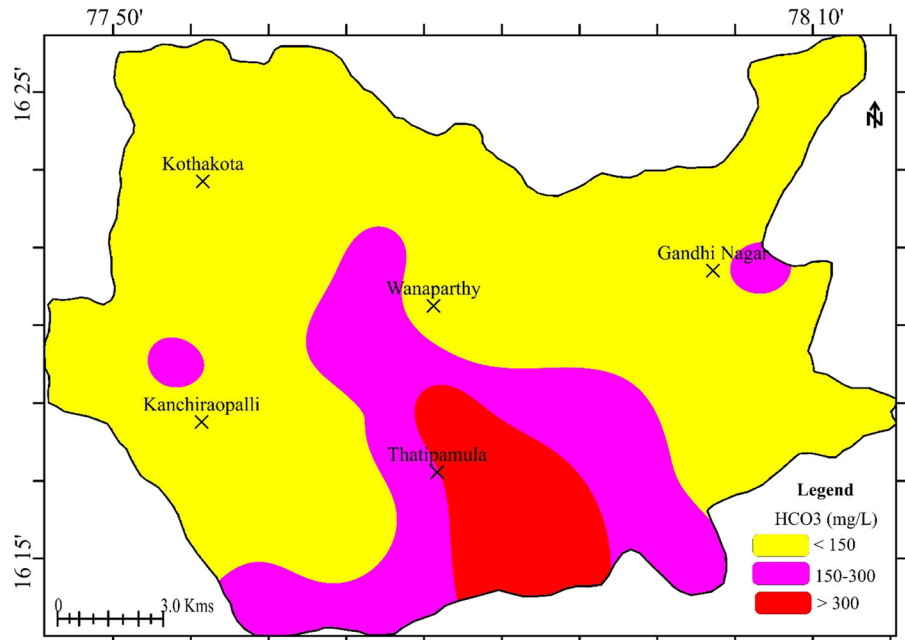 77.50'
78.10'
16 25'
N
Kothakota
Gandhi Nagar
Wanaparthy
Kanchiraopalli
Thatipamula
Legend
HCO3 (mg/L)
< 150
150-300
> 300
16 15'
0
3.0 Kms